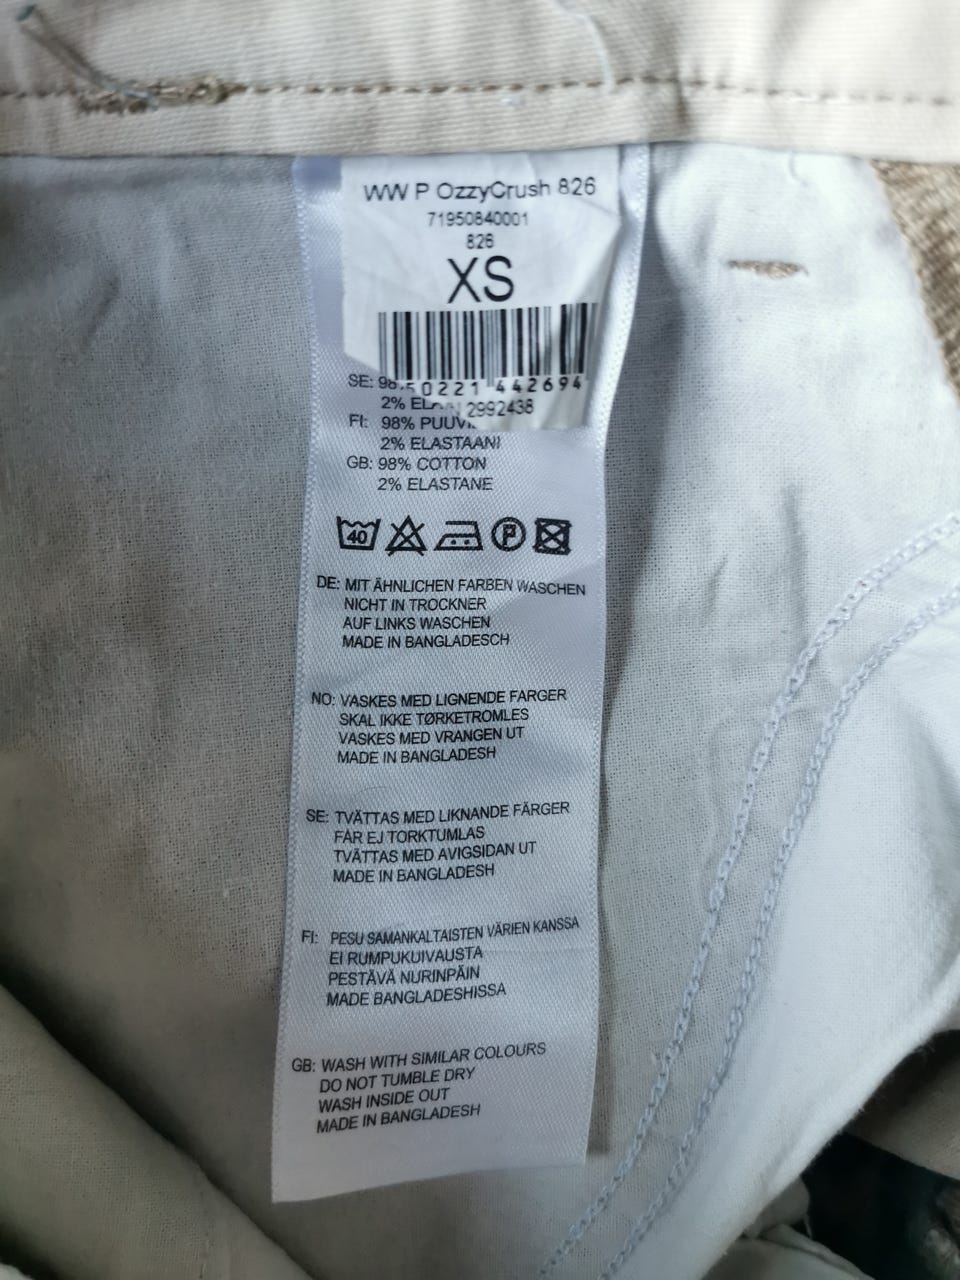 WW P OzzyCrush 826
71950840001
826
XS
50221 442694
2992438
SE:
2%
FI: 98%
2% ELASTAANI
GB: 98% COTTON
2% ELASTANE
40
P
DE: MIT ÄHNLICHEN FARBEN WASCHEN
NICHT IN TROCKNER
AUF LINKS WASCHEN
MADE IN BANGLADESCH
NO: VASKES MED LIGNENDE FARGER
SKAL IKKE TØRKETROMLES
VASKES MED VRANGEN UT
MADE IN BANGLADESH
SE: TVÄTTAS MED LIKNANDE FÄRGER
FÅR EJ TORKTUMLAS
TVÄTTAS MED AVIGSIDAN UT
MADE IN BANGLADESH
FI: PESU SAMANKALTAISTEN VÄRIEN KANSSA
EI RUMPUKUIVAUSTA
PESTÄVÄ NURINPÄIN
MADE BANGLADESHISSA
GB: WASH WITH SIMILAR COLOURS
DO NOT TUMBLE DRY
WASH INSIDE OUT
MADE IN BANGLADESH